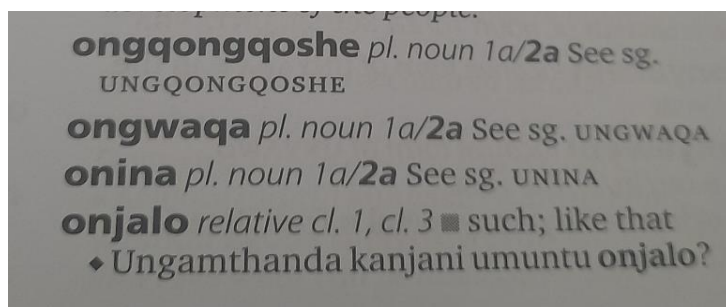 ongqongqoshe pl. noun 1a/2a See sg.
UNGQONGQOSHE
ongwaqa pl. noun 1a/2a See sg. UNGWAQA
onina pl. noun 1a/2a See sg. UNINA
onjalo relative cl. 1, cl. 3 ■ such; like that
◆ Ungamthanda kanjani umuntu onjalo?